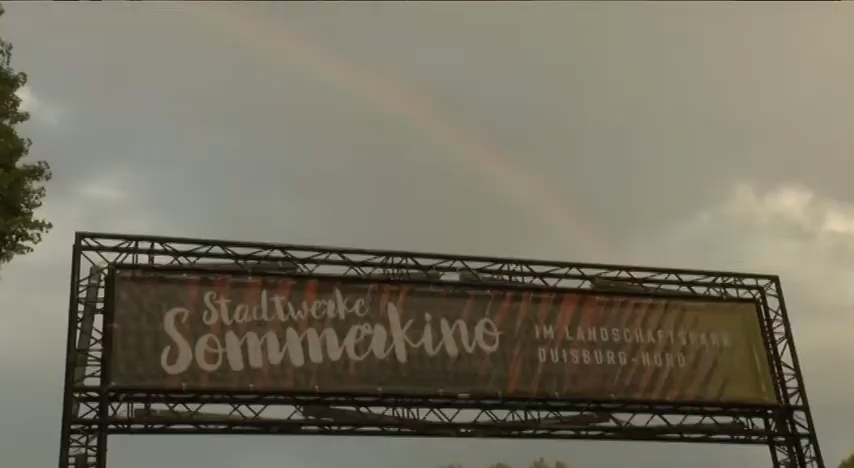 Stadtwerke
Sommerkino
IM LANDSCHAFTSPARK
DUISBURG-NORD